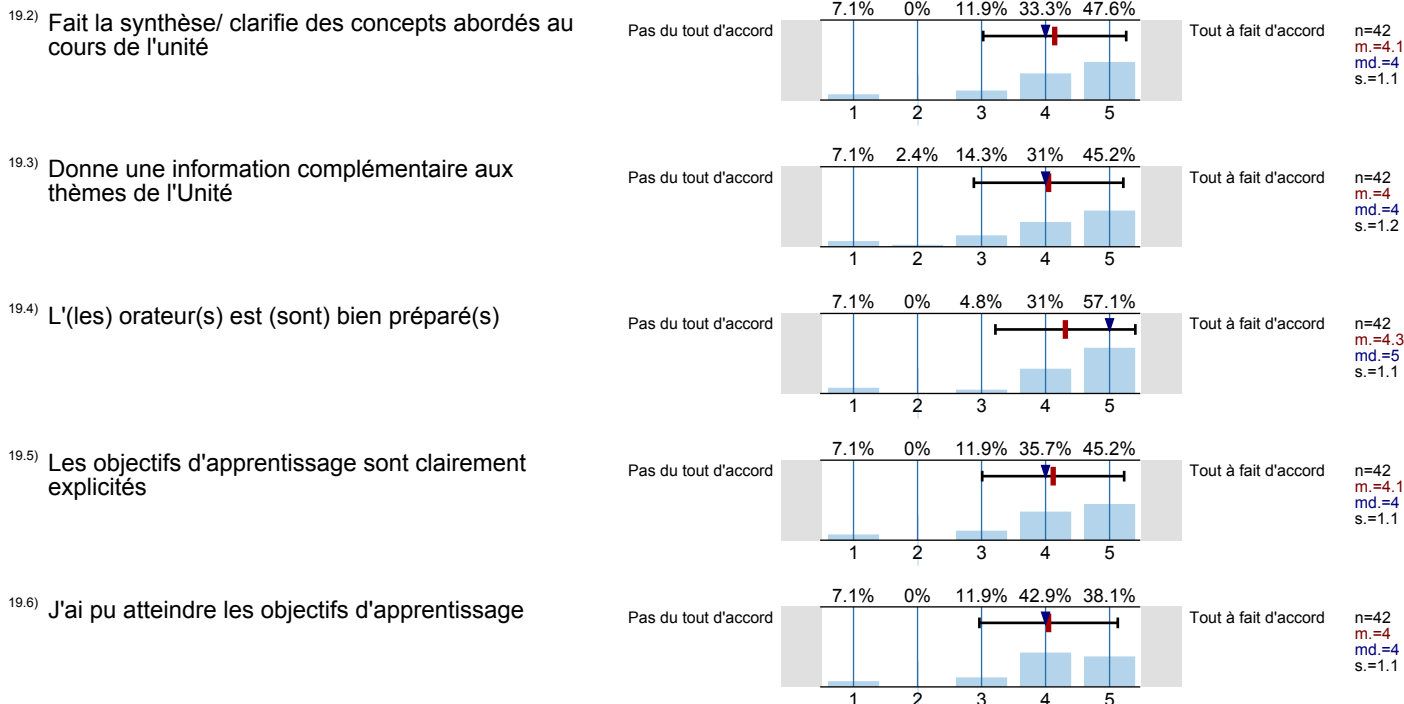 19.2) Fait la synthèse/ clarifie des concepts abordés au
cours de l'unité
Pas du tout d'accord
7.1% 0% 11.9% 33.3% 47.6%
1 2 3 4 5
Tout à fait d'accord
n=42
m.=4.1
md.=4
s.=1.1
19.3) Donne une information complémentaire aux
thèmes de l'Unité
Pas du tout d'accord
7.1% 2.4% 14.3% 31% 45.2%
1 2 3 4 5
Tout à fait d'accord
n=42
m.=4
md.=4
s.=1.2
19.4) L'(les) orateur(s) est (sont) bien préparé(s)
Pas du tout d'accord
7.1% 0% 4.8% 31% 57.1%
1 2 3 4 5
Tout à fait d'accord
n=42
m.=4.3
md.=5
s.=1.1
19.5) Les objectifs d'apprentissage sont clairement
explicités
Pas du tout d'accord
7.1% 0% 11.9% 35.7% 45.2%
1 2 3 4 5
Tout à fait d'accord
n=42
m.=4.1
md.=4
s.=1.1
19.6) J'ai pu atteindre les objectifs d'apprentissage
Pas du tout d'accord
7.1% 0% 11.9% 42.9% 38.1%
1 2 3 4 5
Tout à fait d'accord
n=42
m.=4
md.=4
s.=1.1